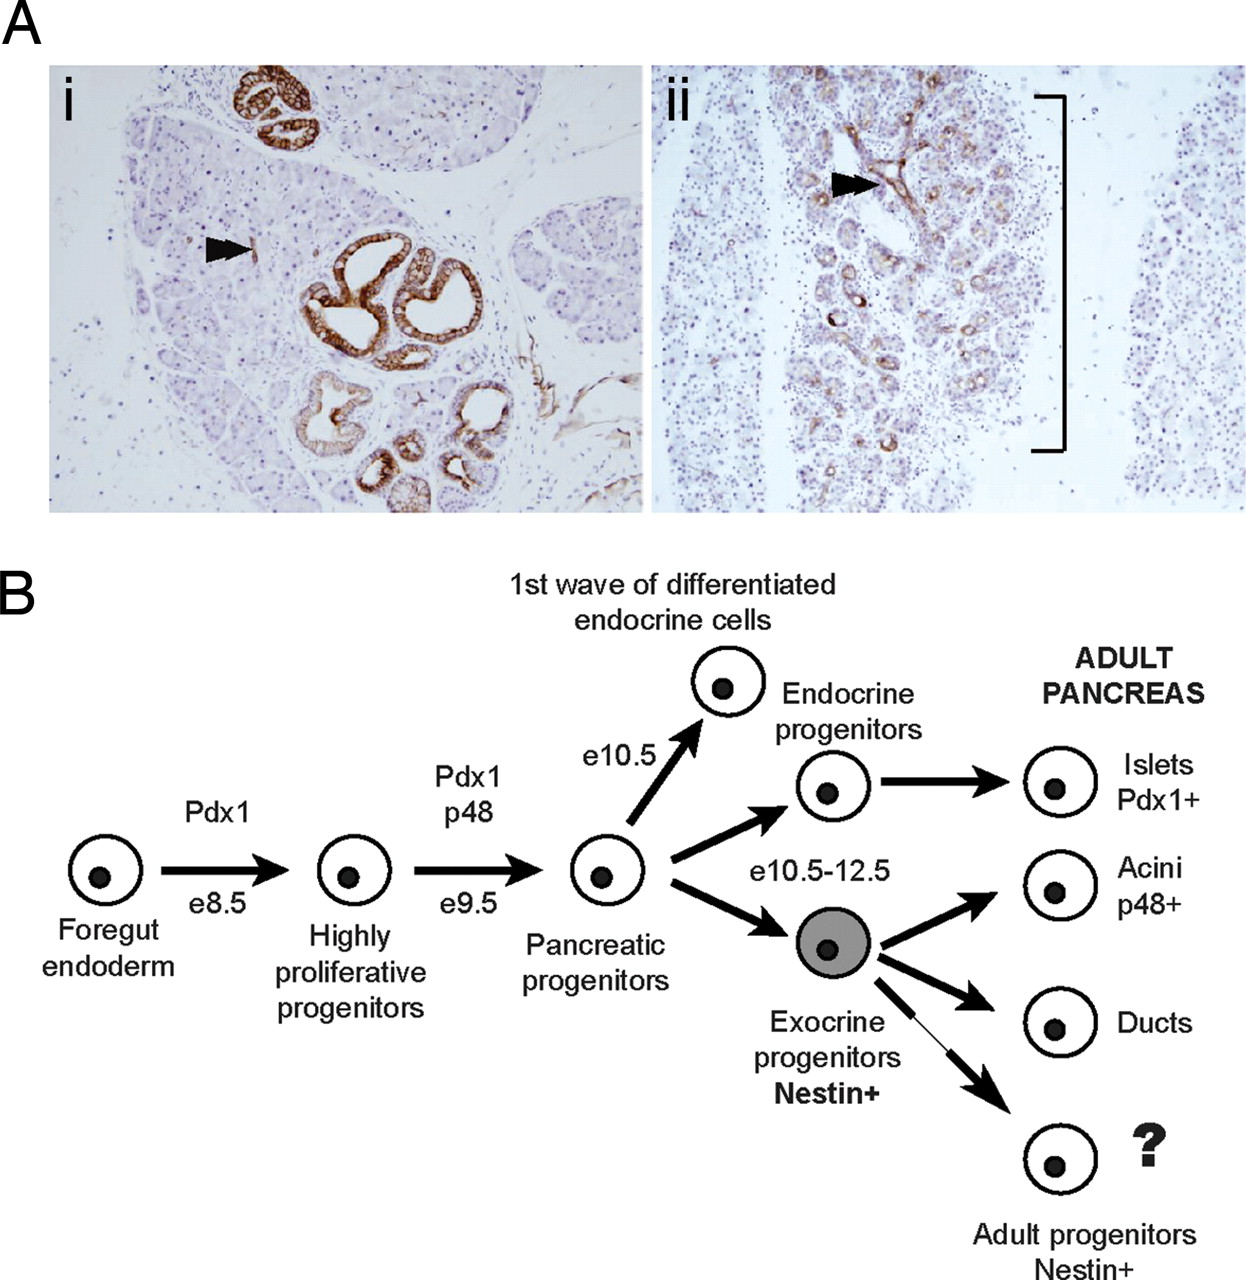 A
i
ii
B
1st wave of differentiated
endocrine cells
ADULT
PANCREAS
Endocrine
progenitors
e10.5
Islets
Pdx1+
Pdx1
p48
Pdx1
e8.5
e9.5
e10.5-12.5
Acini
p48+
Foregut
endoderm
Highly
proliferative
progenitors
Pancreatic
progenitors
Exocrine
progenitors
Nestin+
Ducts
?
Adult progenitors
Nestin+